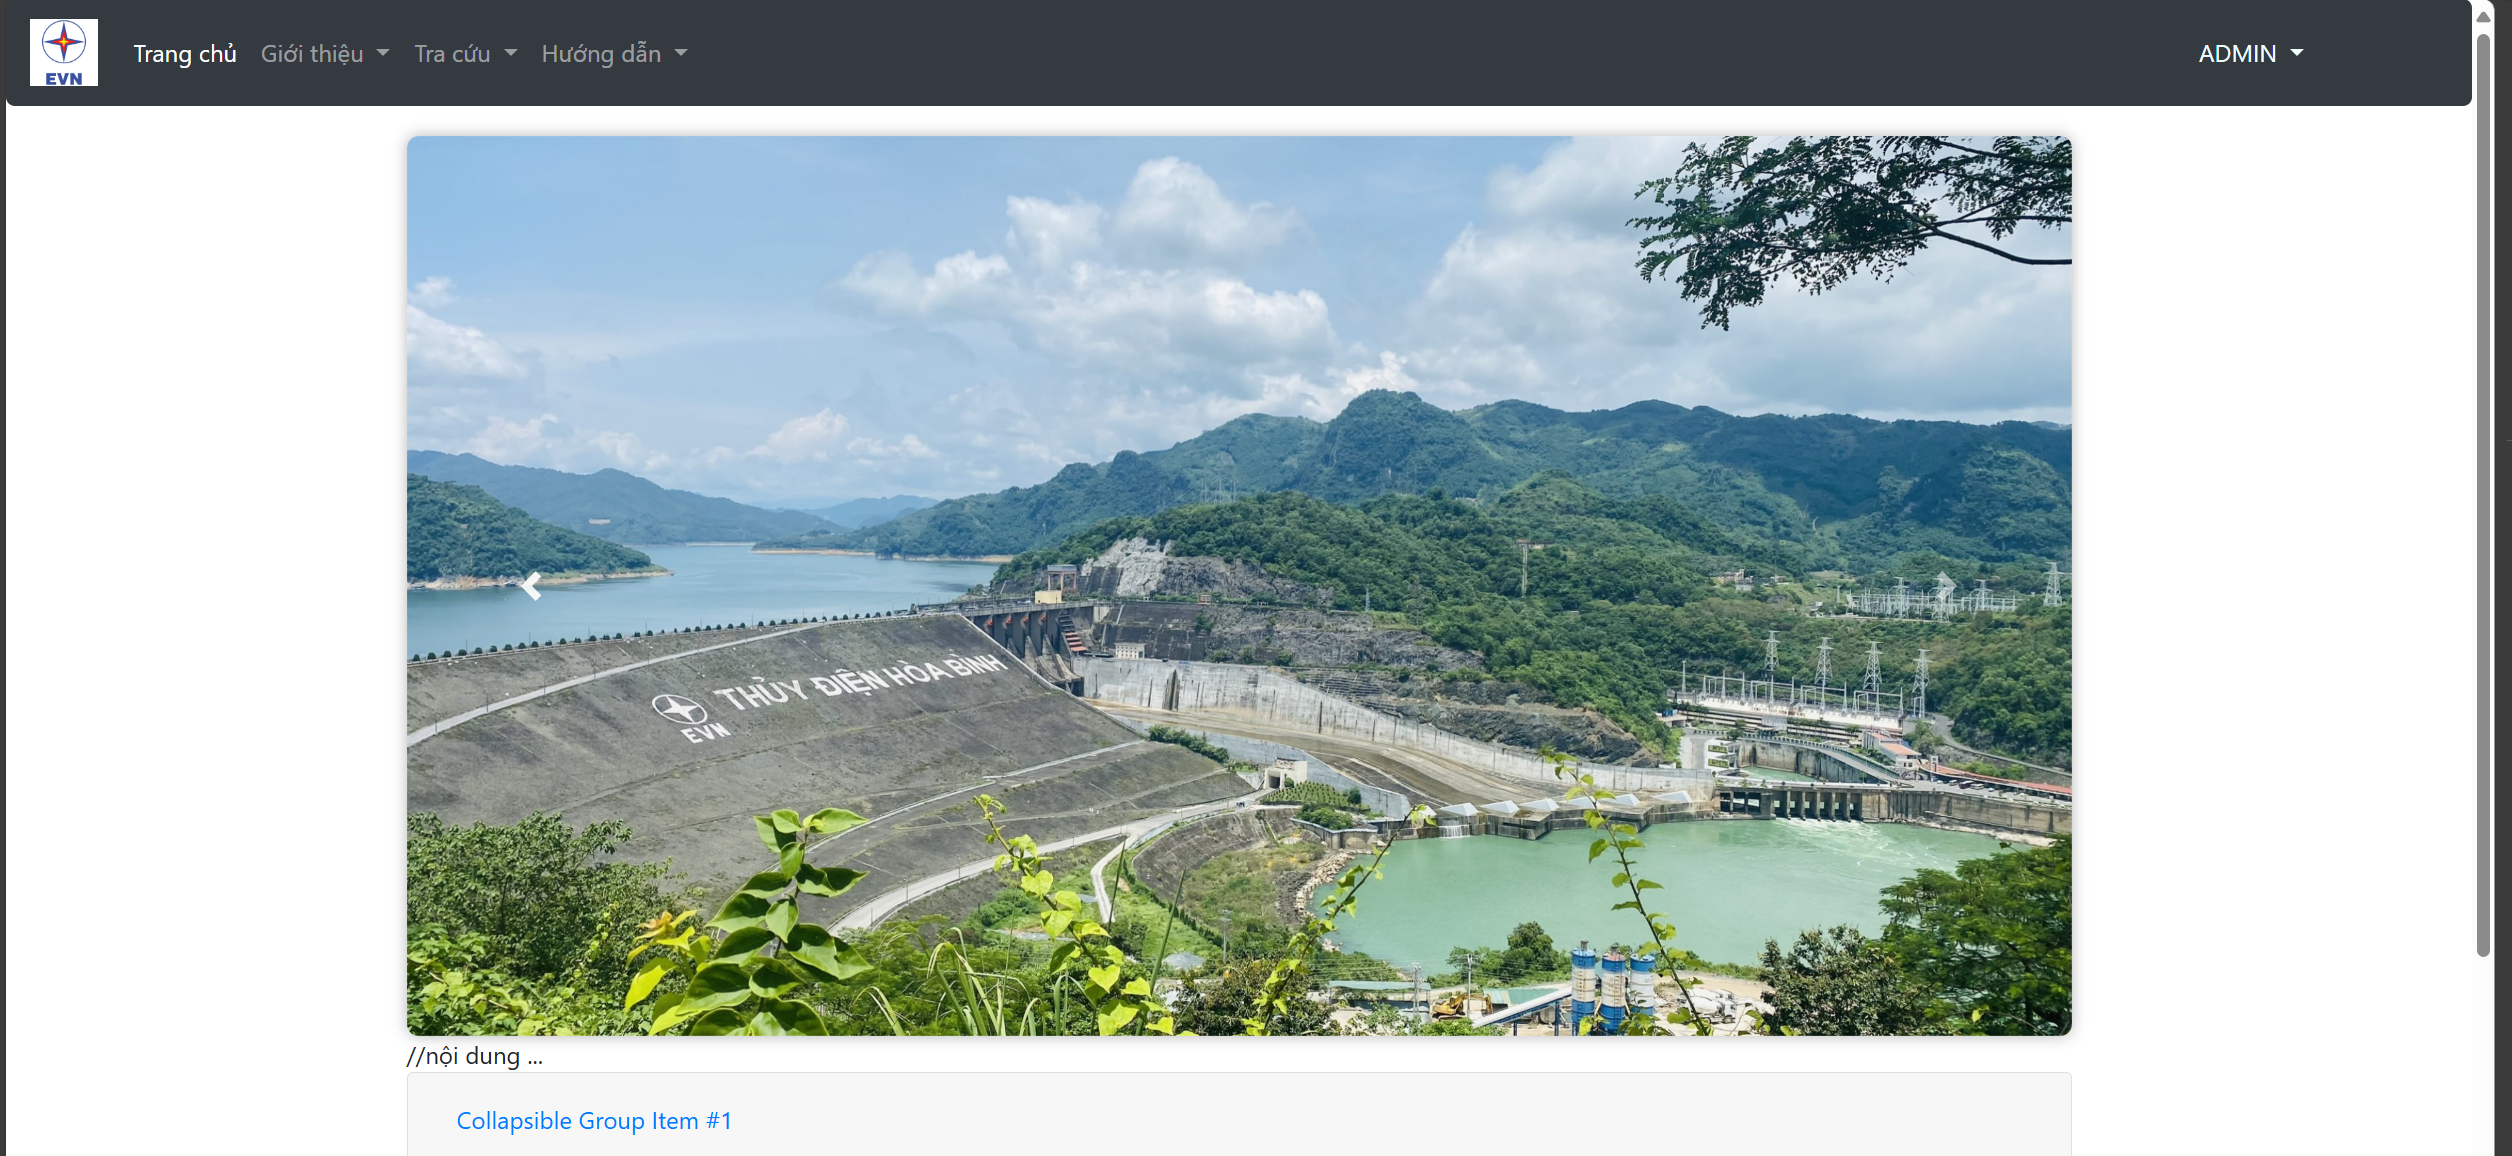 EVN
Trang chủ Giới thiệu Tra cứu Hướng dẫn ADMIN
THỦY ĐIỆN HÒA BÌNH
EVN
//nội dung ...
Collapsible Group Item #1